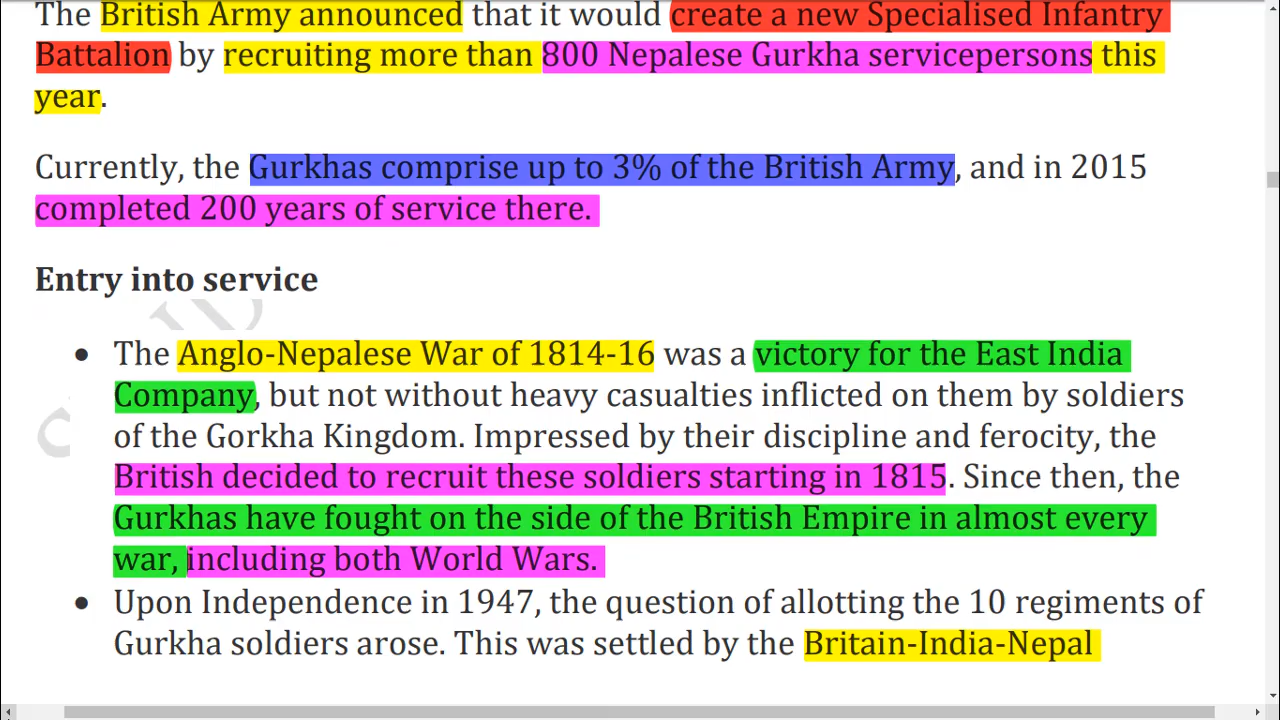 The British Army announced that it would create a new Specialised Infantry
Battalion by recruiting more than 800 Nepalese Gurkha servicepersons this
year.
Currently, the Gurkhas comprise up to 3% of the British Army, and in 2015
completed 200 years of service there.
Entry into service
• The Anglo-Nepalese War of 1814-16 was a victory for the East India
Company, but not without heavy casualties inflicted on them by soldiers
of the Gorkha Kingdom. Impressed by their discipline and ferocity, the
British decided to recruit these soldiers starting in 1815. Since then, the
Gurkhas have fought on the side of the British Empire in almost every
war, including both World Wars.
• Upon Independence in 1947, the question of allotting the 10 regiments of
Gurkha soldiers arose. This was settled by the Britain-India-Nepal